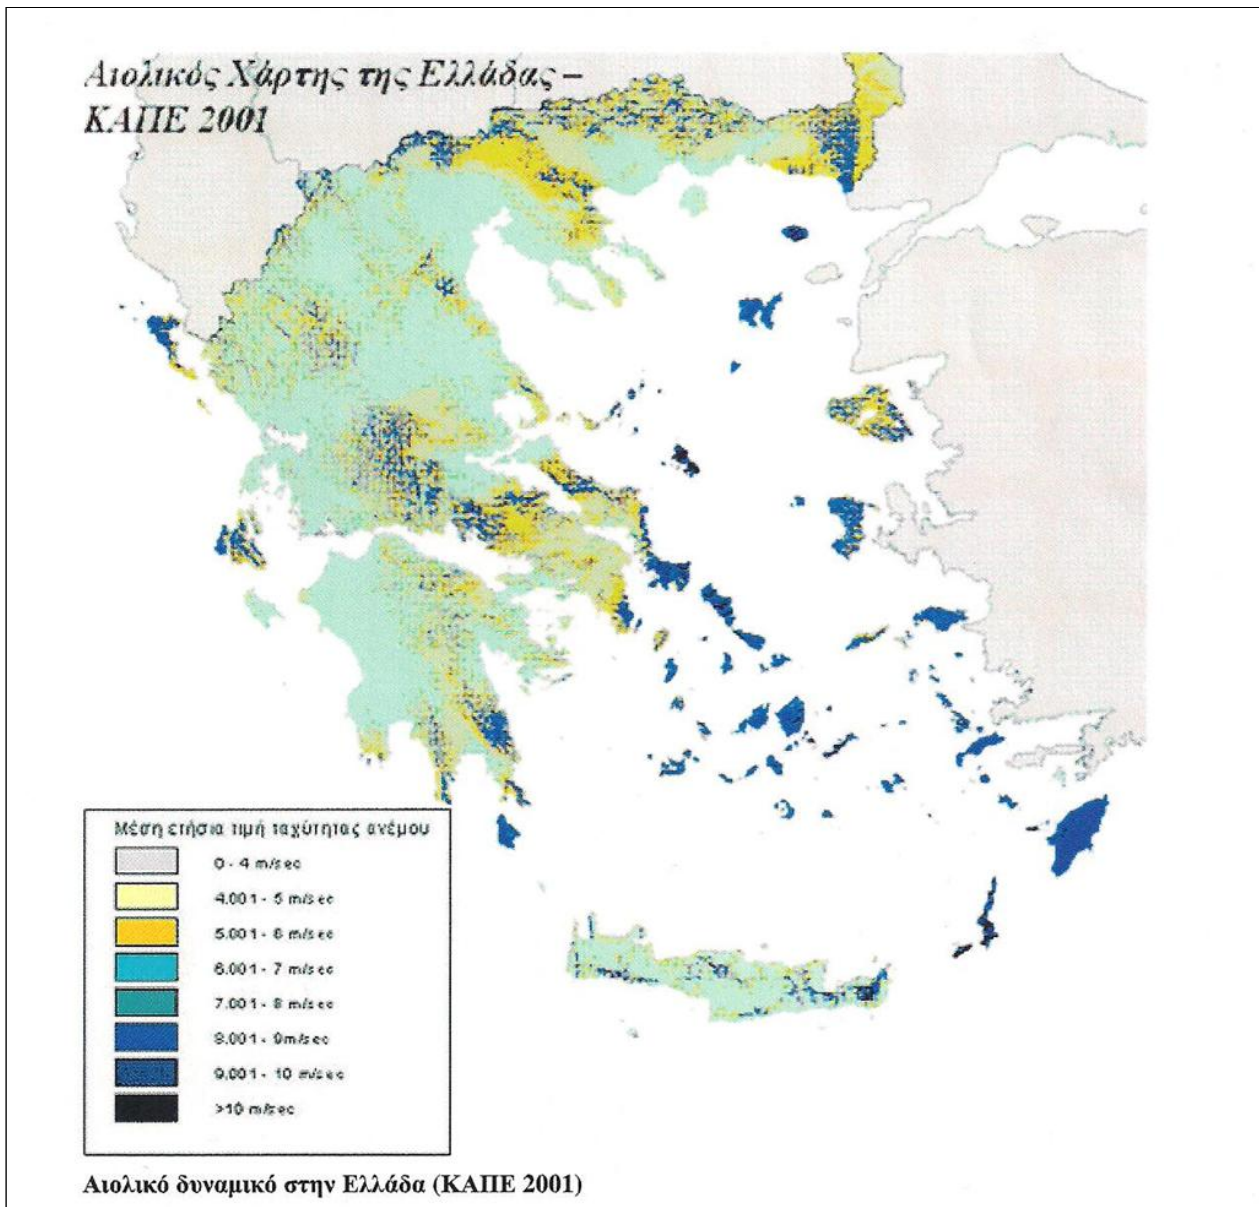 Αιολικός Χάρτης της Ελλάδας –
ΚΑΠΕ 2001
Μέση ετήσια τιμή ταχύτητας ανέμου
0 - 4 m/sec
4.001 - 5 m/sec
5.001 - 6 m/sec
6.001 - 7 m/sec
7.001 - 8 m/sec
8.001 - 9m/sec
9.001 - 10 m/sec
>10 m/sec
Αιολικό δυναμικό στην Ελλάδα (ΚΑΠΕ 2001)